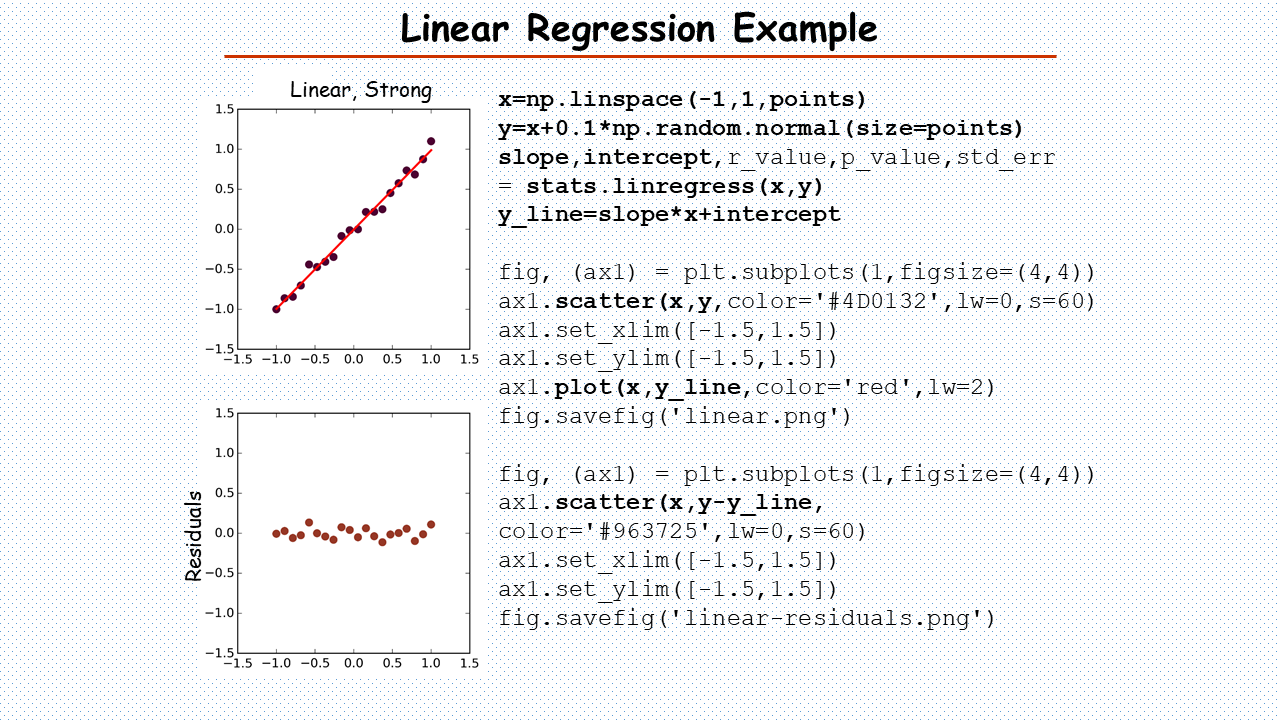 Linear Regression Example
Linear, Strong
1.5
1.0
0.5
0.0
−0.5
−1.0
−1.5
−1.5 −1.0 −0.5 0.0 0.5 1.0 1.5
Residuals
1.5
1.0
0.5
0.0
−0.5
−1.0
−1.5
−1.5 −1.0 −0.5 0.0 0.5 1.0 1.5
x=np.linspace(-1,1,points)
y=x+0.1*np.random.normal(size=points)
slope,intercept,r_value,p_value,std_err
= stats.linregress(x,y)
y_line=slope*x+intercept
fig, (ax1) = plt.subplots(1,figsize=(4,4))
ax1.scatter(x,y,color='#4D0132',lw=0,s=60)
ax1.set_xlim([-1.5,1.5])
ax1.set_ylim([-1.5,1.5])
ax1.plot(x,y_line,color='red',lw=2)
fig.savefig('linear.png')
fig, (ax1) = plt.subplots(1,figsize=(4,4))
ax1.scatter(x,y-y_line,
color='#963725',lw=0,s=60)
ax1.set_xlim([-1.5,1.5])
ax1.set_ylim([-1.5,1.5])
fig.savefig('linear-residuals.png')